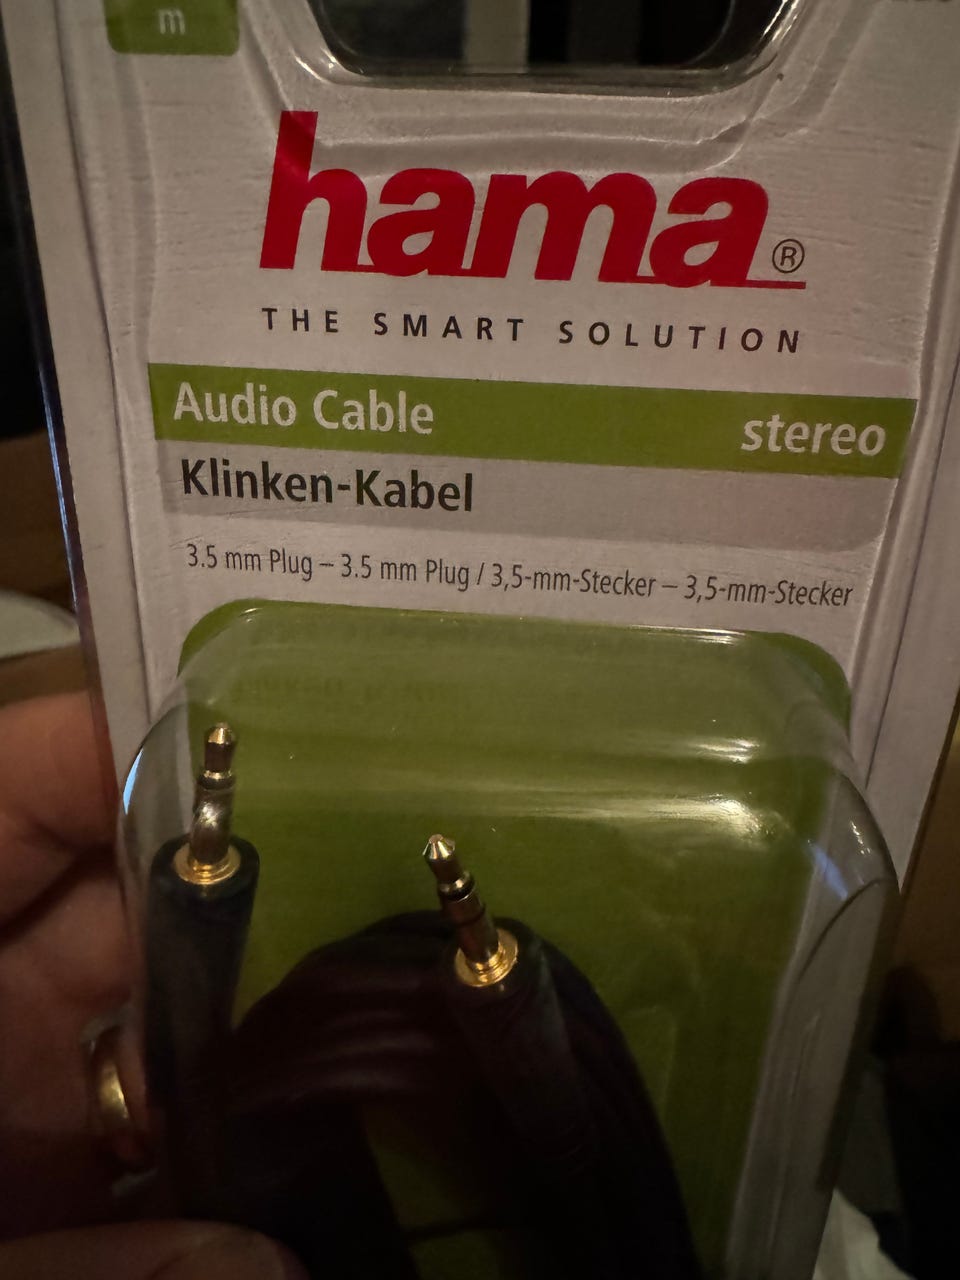 m
hama®
THE SMART SOLUTION
Audio Cable stereo
Klinken-Kabel
3.5 mm Plug – 3.5 mm Plug / 3,5-mm-Stecker – 3,5-mm-Stecker